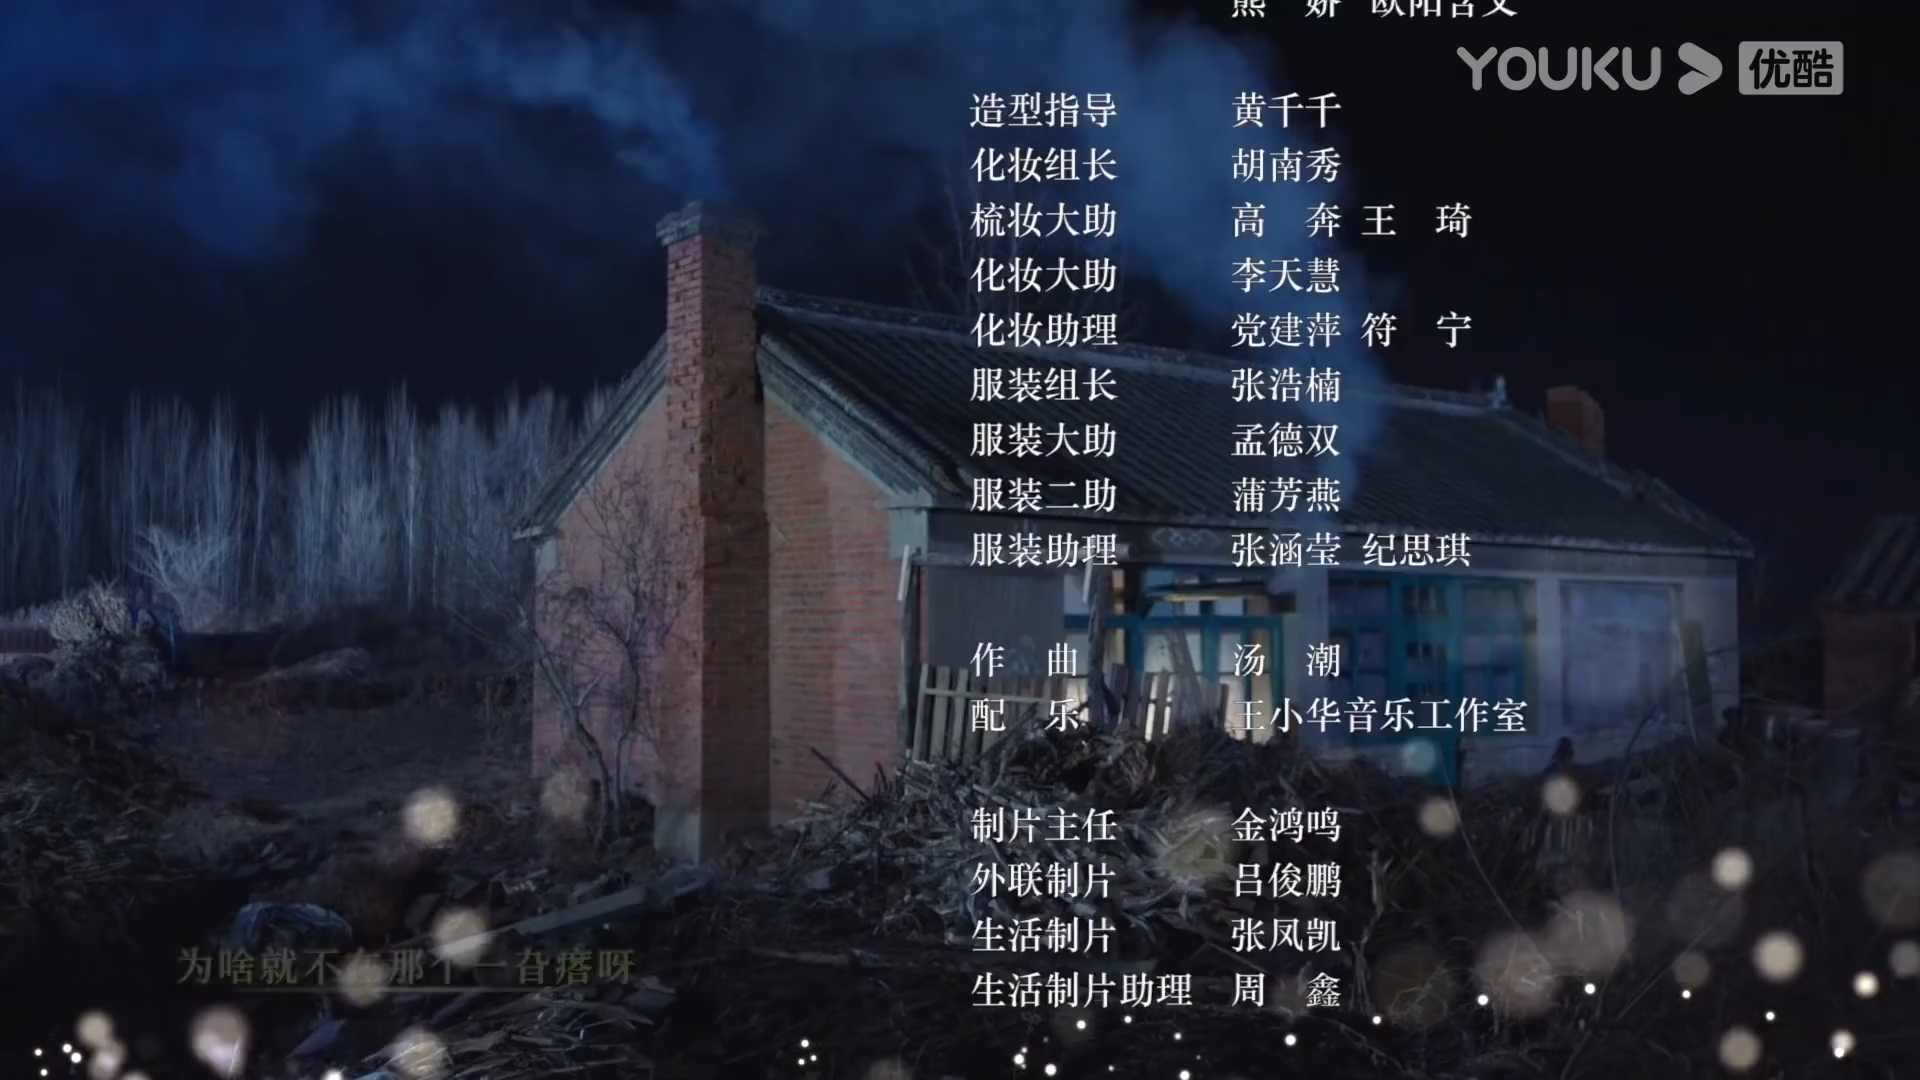 YOUKU 优酷
造型指导 黄千千
化妆组长 胡南秀
梳妆大助 高 奔 王 琦
化妆大助 李天慧
化妆助理 党建萍 符 宁
服装组长 张浩楠
服装大助 孟德双
服装二助 蒲芳燕
服装助理 张涵莹 纪思琪
作 曲 汤 潮
配 乐 王小华音乐工作室
制片主任 金鸿鸣
外联制片 吕俊鹏
生活制片 张凤凯
生活制片助理 周 鑫
为啥就不在那个一旮瘩呀